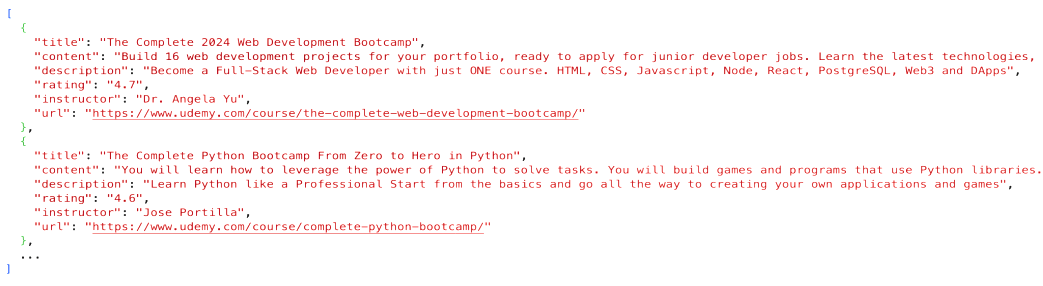 [
{
"title": "The Complete 2024 Web Development Bootcamp",
"content": "Build 16 web development projects for your portfolio, ready to apply for junior developer jobs. Learn the latest technologies,
"description": "Become a Full-Stack Web Developer with just ONE course. HTML, CSS, Javascript, Node, React, PostgreSQL, Web3 and DApps",
"rating": "4.7",
"instructor": "Dr. Angela Yu",
"url": "https://www.udemy.com/course/the-complete-web-development-bootcamp/"
},
{
"title": "The Complete Python Bootcamp From Zero to Hero in Python",
"content": "You will learn how to leverage the power of Python to solve tasks. You will build games and programs that use Python libraries.
"description": "Learn Python like a Professional Start from the basics and go all the way to creating your own applications and games",
"rating": "4.6",
"instructor": "Jose Portilla",
"url": "https://www.udemy.com/course/complete-python-bootcamp/"
},
...
]